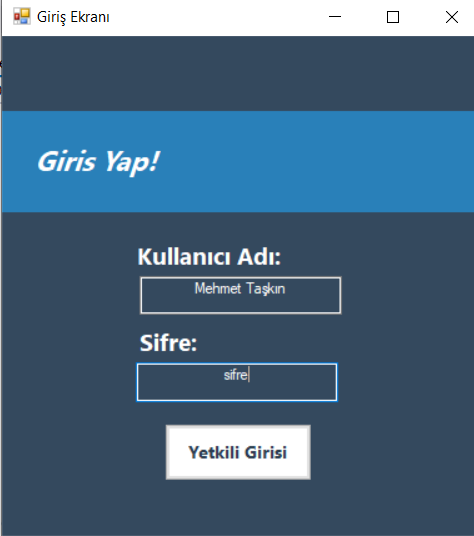 Giriş Ekranı
Giris Yap!
Kullanıcı Adı:
Mehmet Taşkın
Sifre:
sifre
Yetkili Girisi